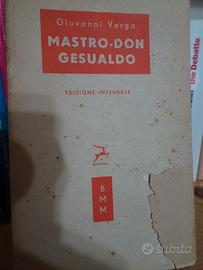 Giovanni Verga
MASTRO-DON
GESUALDO
EDIZIONE INTEGRALE
B
M
M
Die Debatte
subito